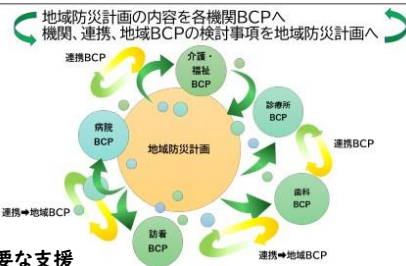 地域防災計画の内容を各機関BCPへ
機関、連携、地域BCPの検討事項を地域防災計画へ
連携BCP
介護・
福祉
BCP
病院
BCP
診療所
BCP
地域防災計画
連携BCP
歯科
BCP
連携➡地域BCP
訪看
BCP
連携➡地域BCP
要な支援